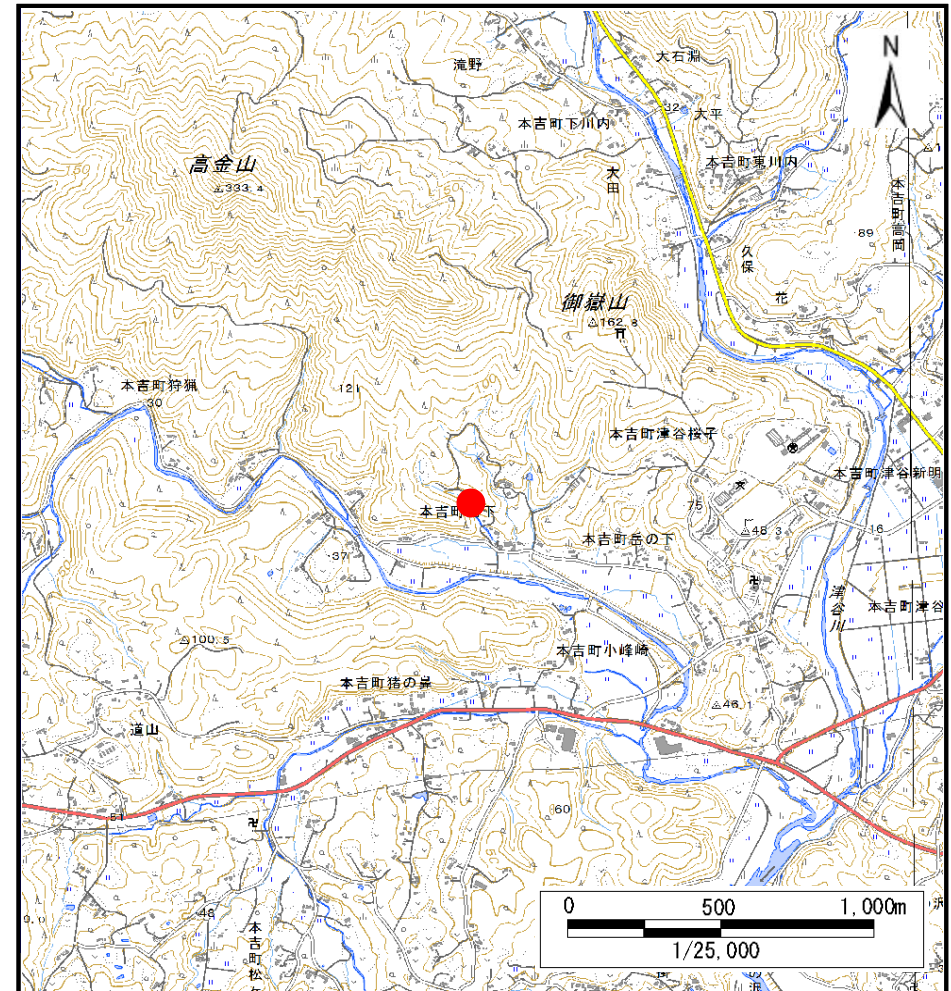 大石淵
N
滝野
32
大平
本吉町下川内
本吉町東川内
高金山
333.4
大田
本吉町高岡
89
久保
花
御嶽山
162.8
本吉町狩猟
30
121
本吉町津谷桜子
本吉町津谷新明
75
16
48.3
本吉町岳の下
37
津谷川
本吉町津谷
100.5
本吉町小峰崎
本吉町猪の鼻
46.1
道山
51
60
48
本吉町松
0
500
1,000m
1/25,000